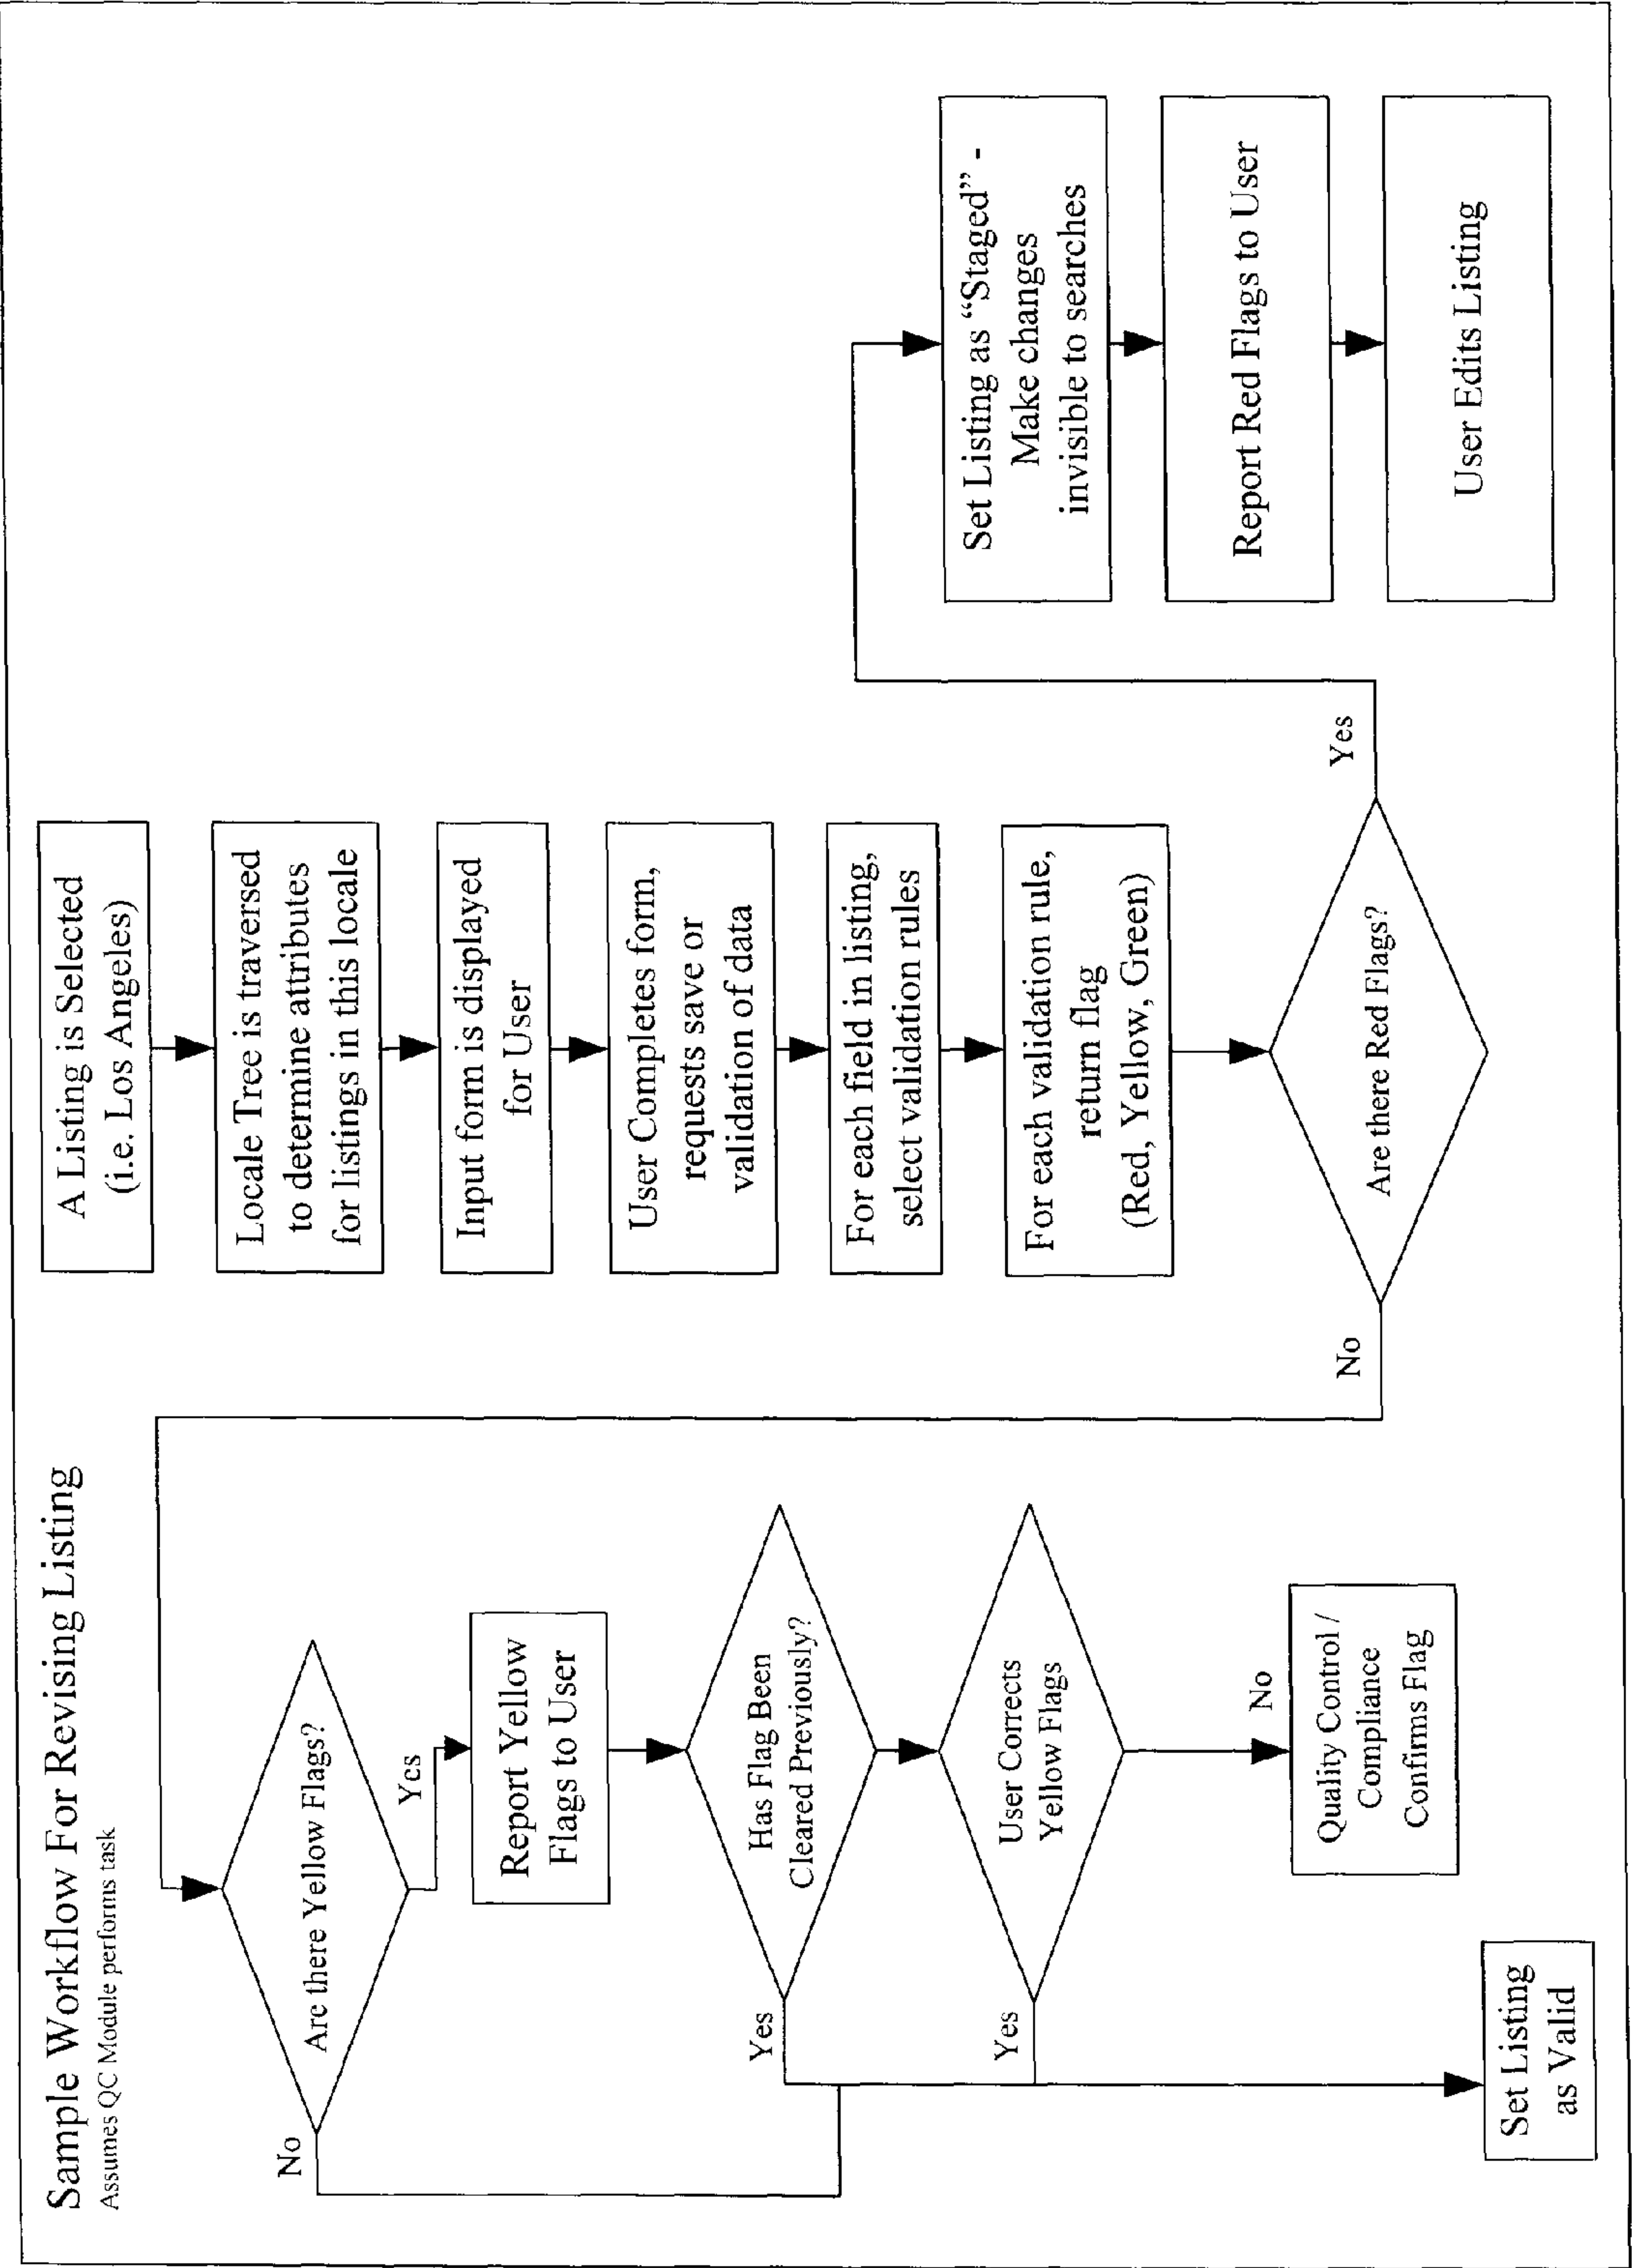 Sample Workflow For Revising Listing
Assumes QC Module performs task
A Listing is Selected
(i.e. Los Angeles)
Locale Tree is traversed
to determine attributes
for listings in this locale
Input form is displayed
for User
User Completes form,
requests save or
validation of data
For each field in listing,
select validation rules
For each validation rule,
return flag
(Red, Yellow, Green)
Are there Red Flags?
Yes
Set Listing as “Staged” -
Make changes
invisible to searches
Report Red Flags to User
User Edits Listing
No
Are there Yellow Flags?
No
Yes
Report Yellow
Flags to User
Has Flag Been
Cleared Previously?
Yes
User Corrects
Yellow Flags
Yes
No
Quality Control /
Compliance
Confirms Flag
Set Listing
as Valid